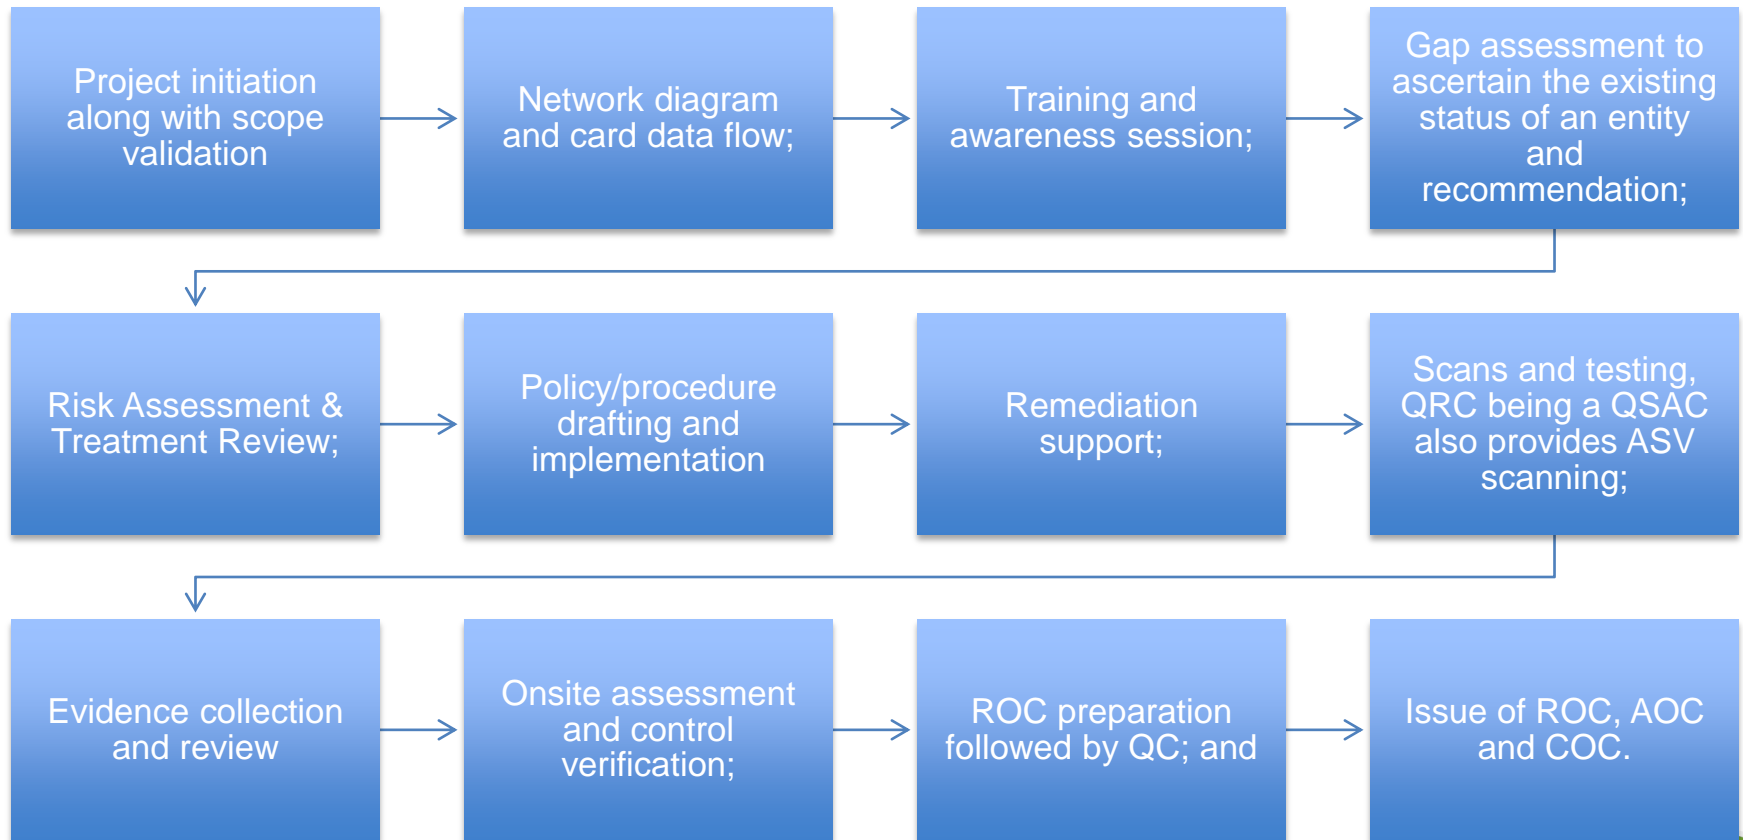 Project initiation
along with scope
validation
Network diagram
and card data flow;
Training and
awareness session;
Gap assessment to
ascertain the existing
status of an entity
and
recommendation;
Risk Assessment &
Treatment Review;
Policy/procedure
drafting and
implementation
Remediation
support;
Scans and testing,
QRC being a QSAC
also provides ASV
scanning;
Evidence collection
and review
Onsite assessment
and control
verification;
ROC preparation
followed by QC; and
Issue of ROC, AOC
and COC.